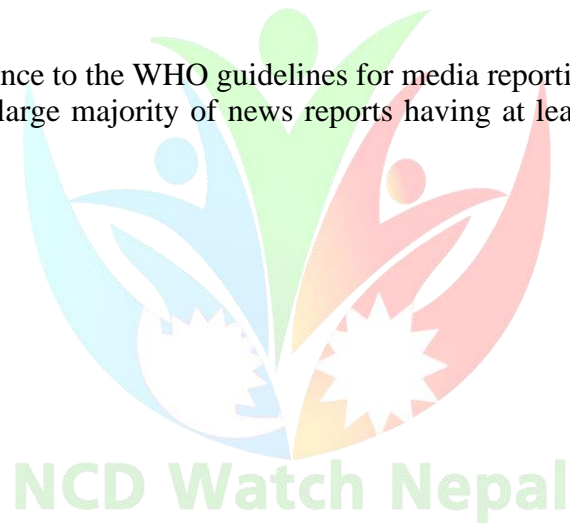 nce to the WHO guidelines for media reporti
large majority of news reports having at lea
NCD Watch Nepal